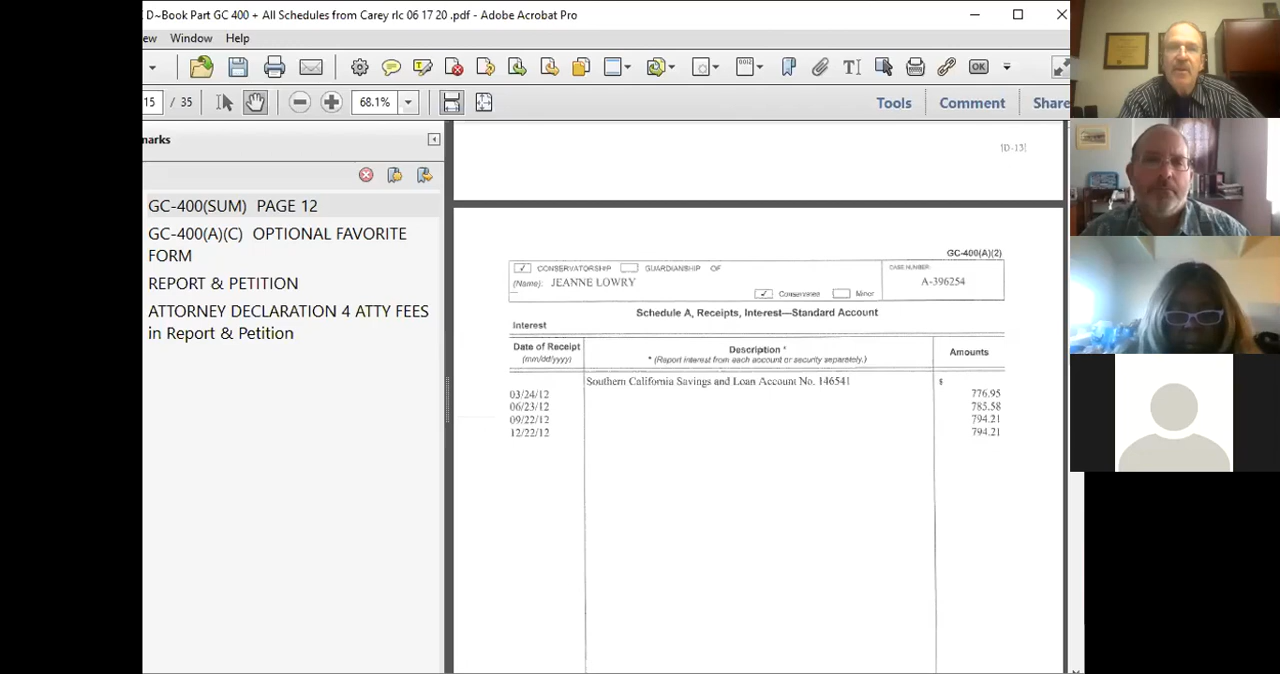 D~Book Part GC 400 + All Schedules from Carey rlc 06 17 20 .pdf - Adobe Acrobat Pro
ew Window Help
15 / 35 68.1% Tools Comment Share
marks
GC-400(SUM) PAGE 12
GC-400(A)(C) OPTIONAL FAVORITE
FORM
REPORT & PETITION
ATTORNEY DECLARATION 4 ATTY FEES
in Report & Petition
[D-13]
GC-400(A)(2)
✓ CONSERVATORSHIP GUARDIANSHIP OF
CASE NUMBER:
(Name): JEANNE LOWRY
A-396254
✓ Conservatee Minor
Schedule A, Receipts, Interest—Standard Account
Interest
Date of Receipt
(mm/dd/yyyy)
Description *
* (Report interest from each account or security separately.)
Amounts
Southern California Savings and Loan Account No. 146541 $
03/24/12 776.95
06/23/12 785.58
09/22/12 794.21
12/22/12 794.21
OK